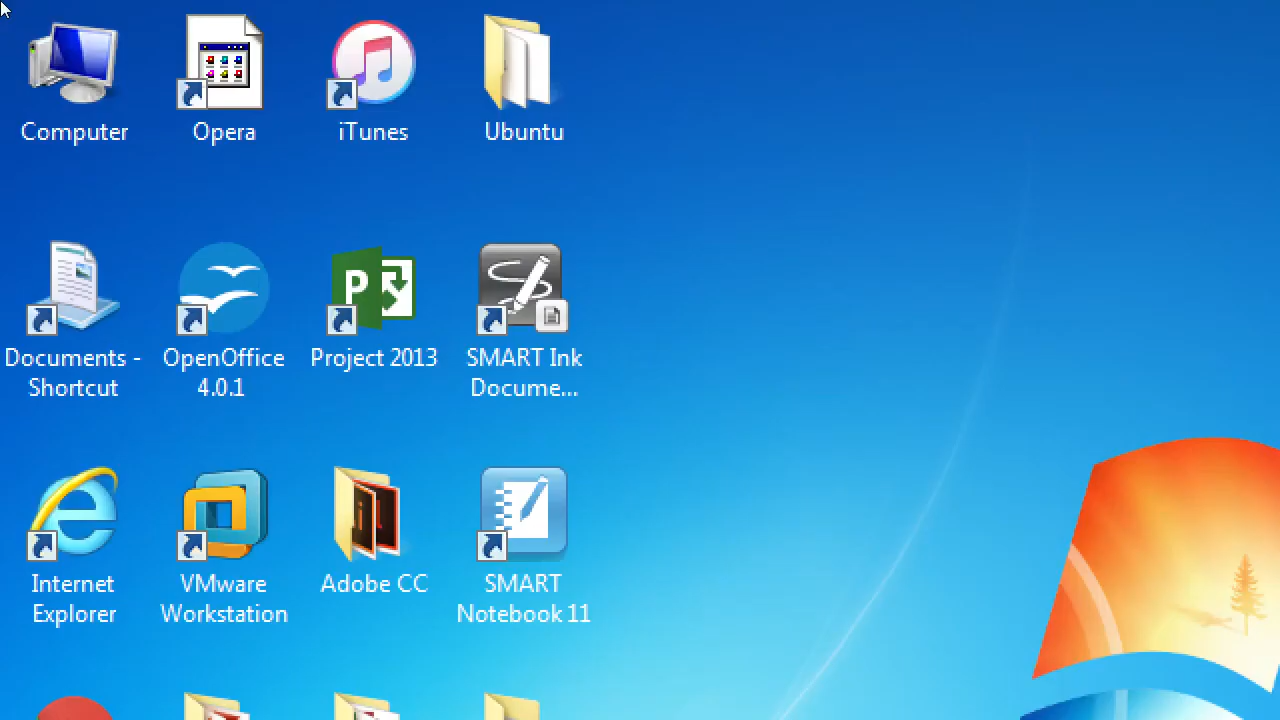 Computer
Opera
iTunes
Ubuntu
Documents -
Shortcut
OpenOffice
4.0.1
Project 2013
SMART Ink
Docume...
Internet
Explorer
VMware
Workstation
Adobe CC
SMART
Notebook 11